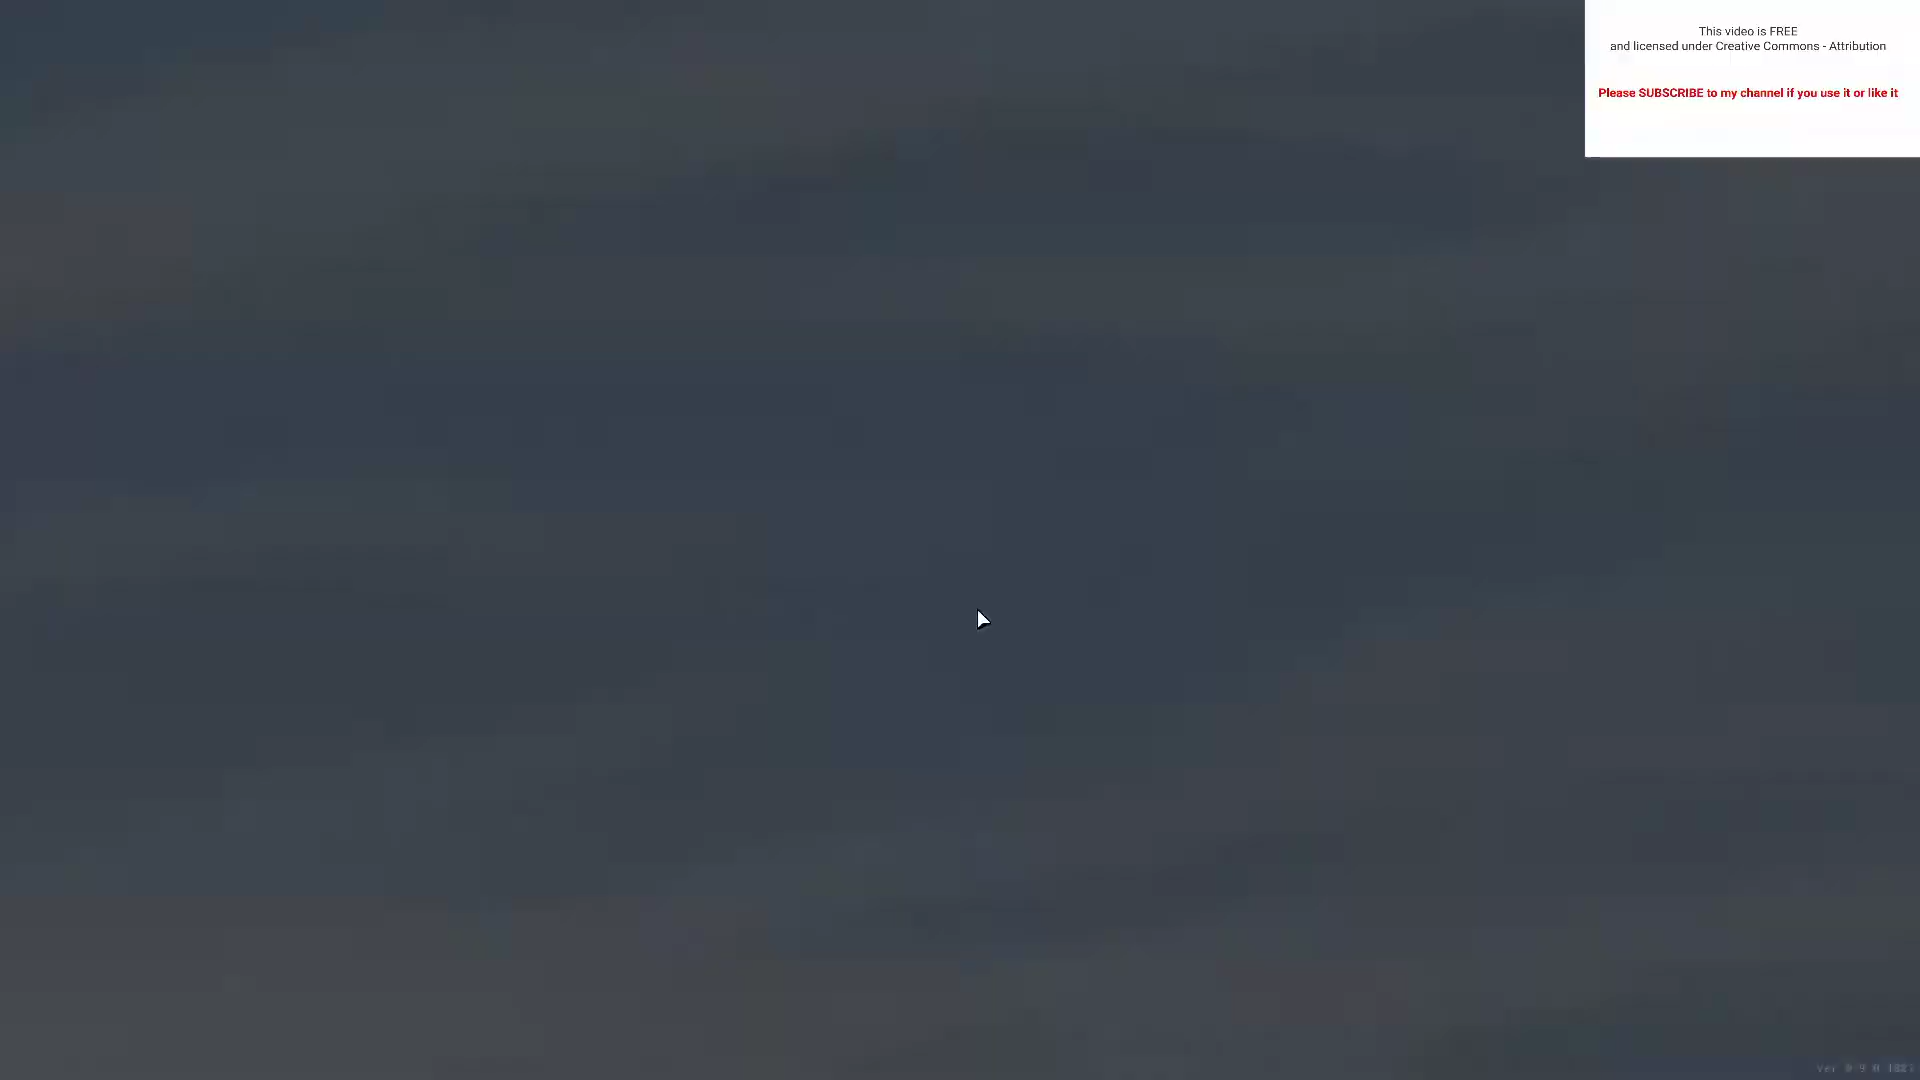 This video is FREE
and licensed under Creative Commons - Attribution
Please SUBSCRIBE to my channel if you use it or like it